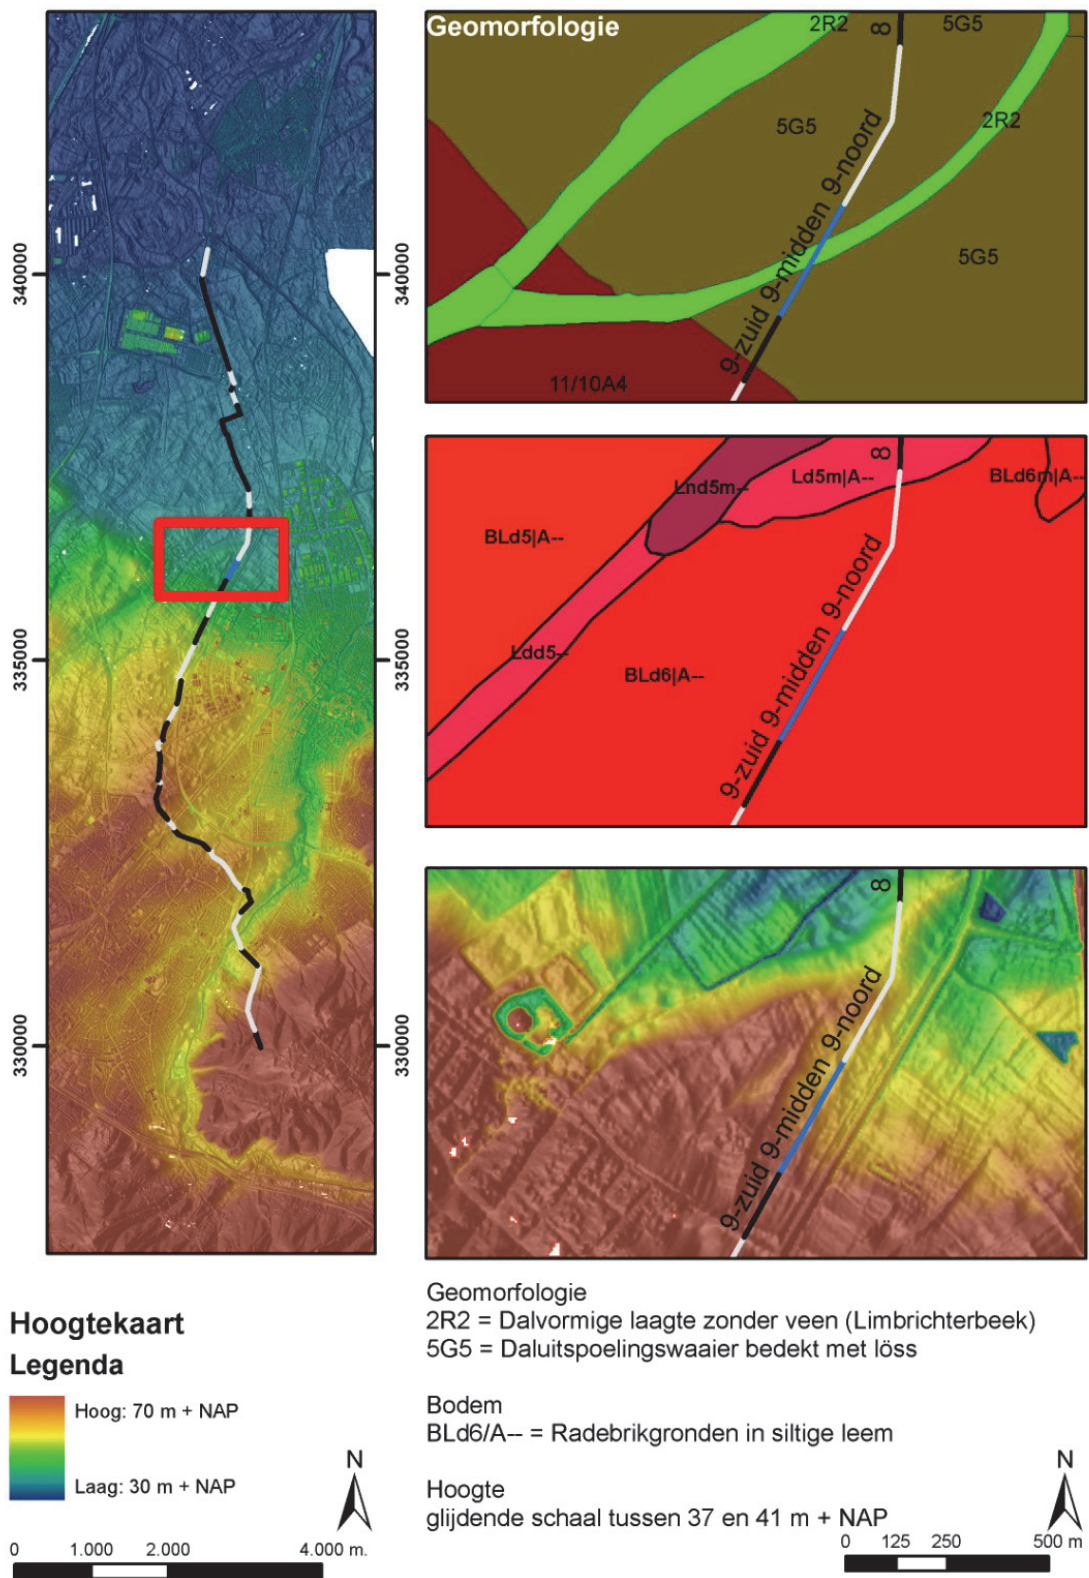 340000
335000
330000
340000
335000
330000
Geomorfologie
2R2
8
5G5
5G5
2R2
5G5
11/10A4
9-zuid 9-midden 9-noord
8
Lnd5m--
Ld5m|A--
BLd6m|A--
BLd5|A--
Ldd5--
BLd6|A--
9-zuid 9-midden 9-noord
8
9-zuid 9-midden 9-noord
Hoogtekaart
Legenda
Hoog: 70 m + NAP
Laag: 30 m + NAP
N
0 1.000 2.000 4.000 m.
Geomorfologie
2R2 = Dalvormige laagte zonder veen (Limbrichterbeek)
5G5 = Daluitspoelingswaaier bedekt met löss
Bodem
BLd6/A-- = Radebrikgronden in siltige leem
Hoogte
glijdende schaal tussen 37 en 41 m + NAP
N
0 125 250 500 m